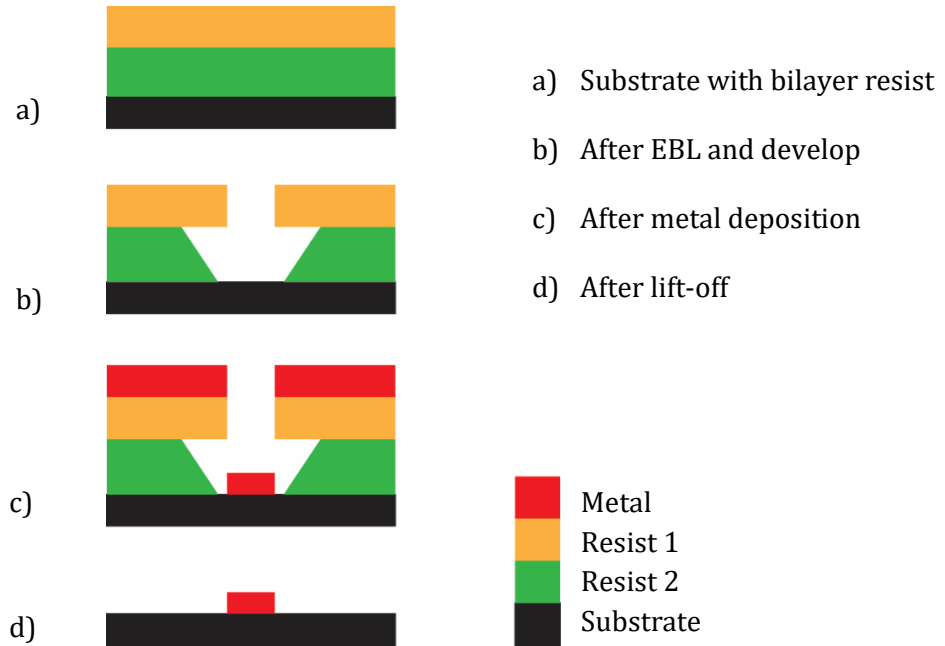 a)
b)
c)
d)
a) Substrate with bilayer resist
b) After EBL and develop
c) After metal deposition
d) After lift-off
Metal
Resist 1
Resist 2
Substrate